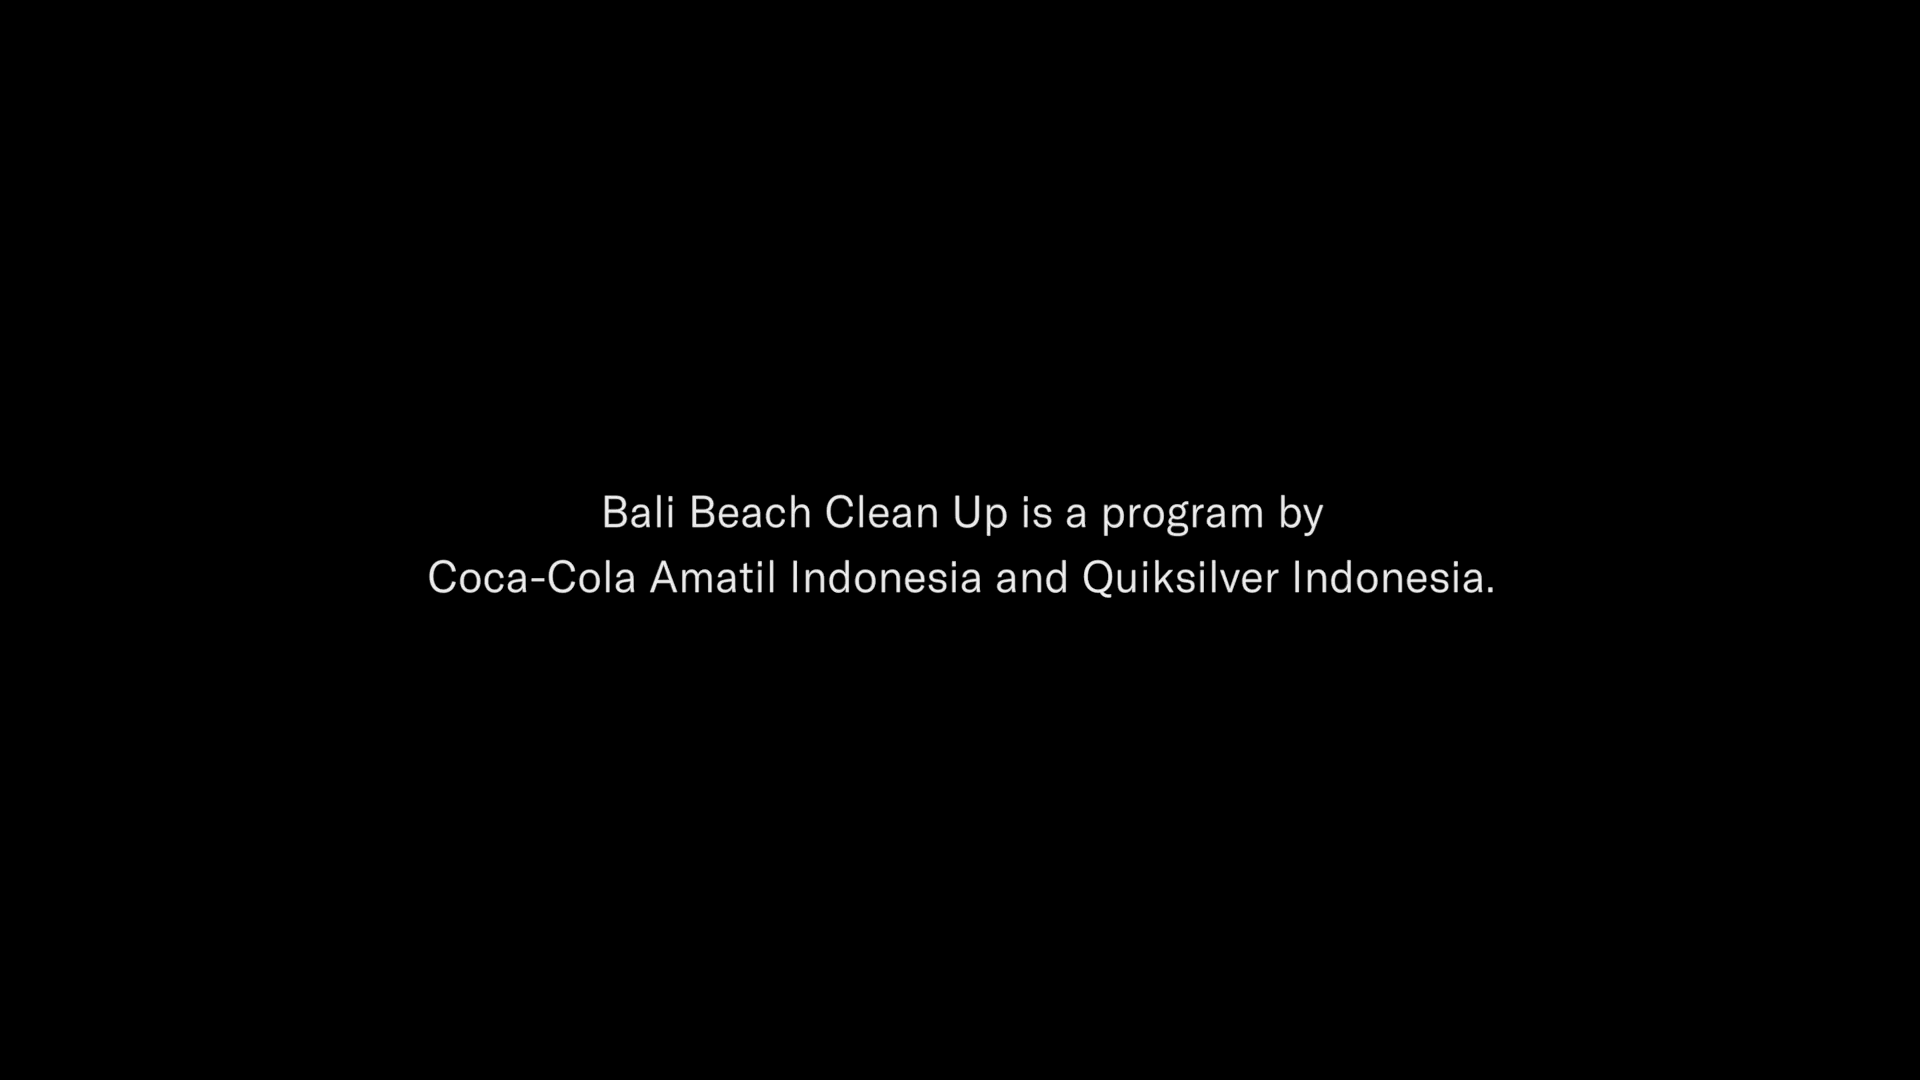 Bali Beach Clean Up is a program by
Coca-Cola Amatil Indonesia and Quiksilver Indonesia.